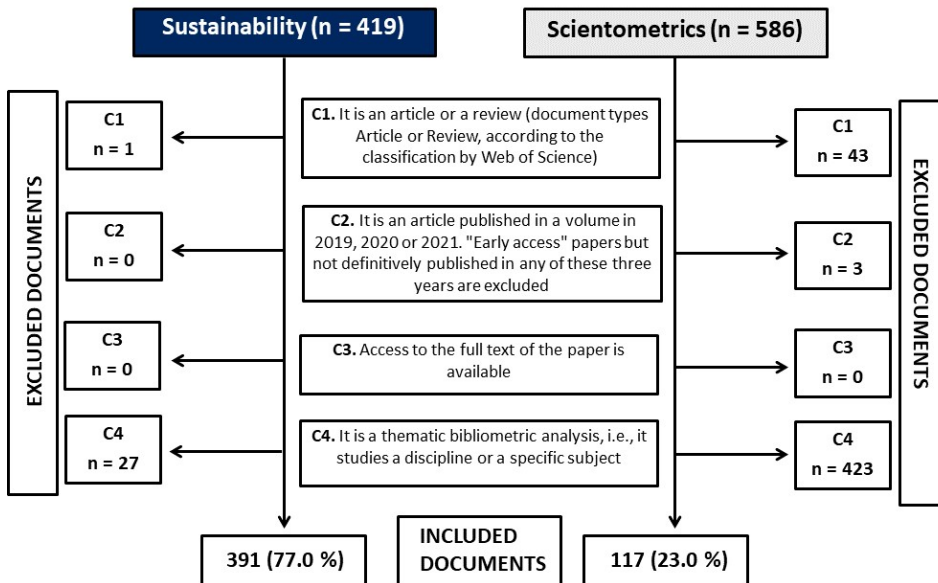 Sustainability (n = 419)
Scientometrics (n = 586)
EXCLUDED DOCUMENTS
C1
n = 1
C1. It is an article or a review (document types
Article or Review, according to the
classification by Web of Science)
C1
n = 43
EXCLUDED DOCUMENTS
C2
n = 0
C2. It is an article published in a volume in
2019, 2020 or 2021. "Early access" papers but
not definitively published in any of these three
years are excluded
C2
n = 3
C3
n = 0
C3. Access to the full text of the paper is
available
C3
n = 0
C4
n = 27
C4. It is a thematic bibliometric analysis, i.e., it
studies a discipline or a specific subject
C4
n = 423
391 (77.0 %)
INCLUDED
DOCUMENTS
117 (23.0 %)